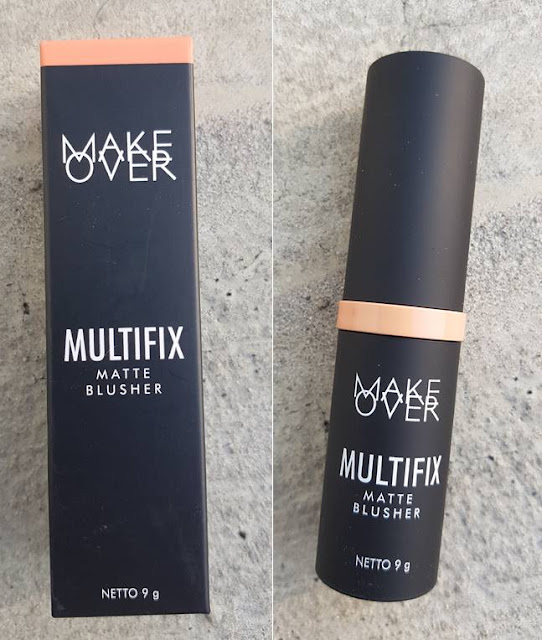 MAKE
OVER
MULTIFIX
MATTE
BLUSHER
NETTO 9 g
MAKE
OVER
MULTIFIX
MATTE
BLUSHER
NETTO 9 g